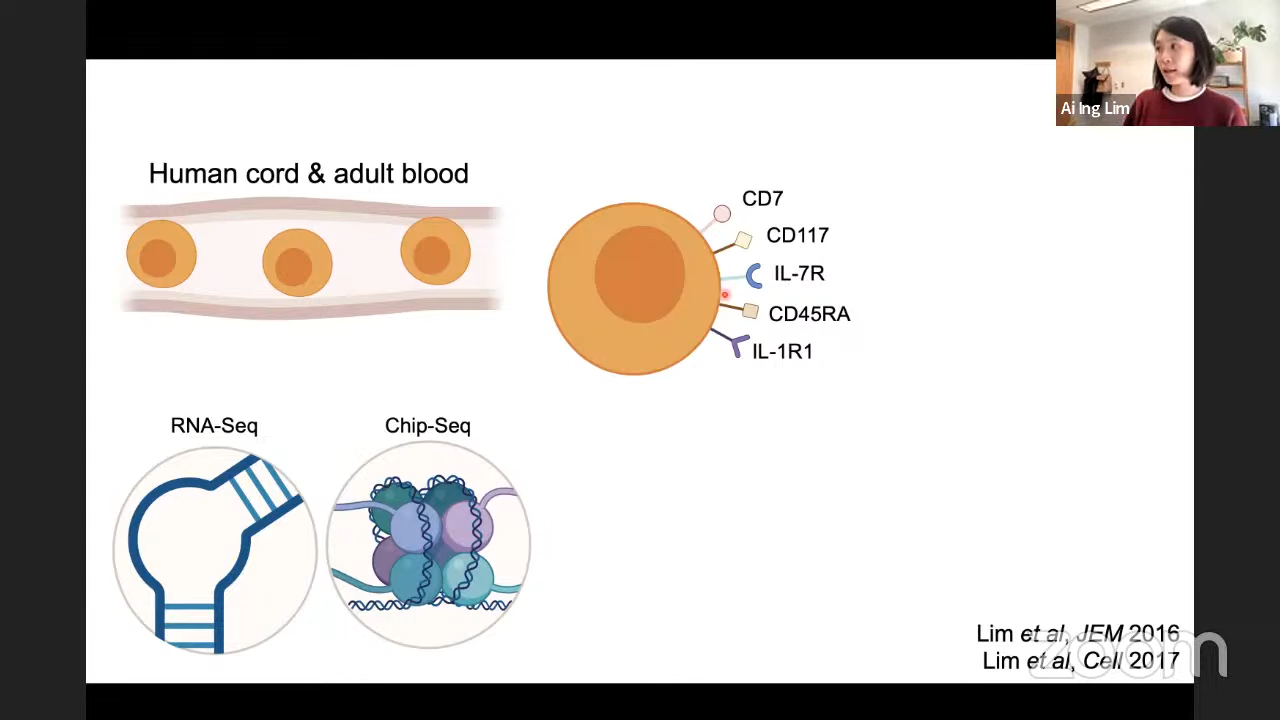 Ai Ing Lim
Human cord & adult blood
CD7
CD117
IL-7R
CD45RA
IL-1R1
RNA-Seq
Chip-Seq
Lim et al, JEM 2016
Lim et al, Cell 2017
zoom